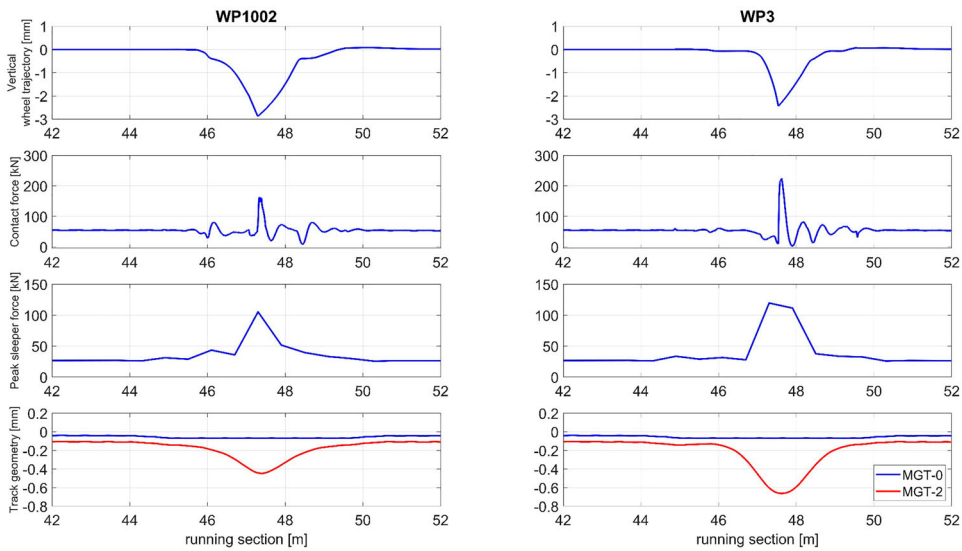 WP1002
WP3
Vertical
wheel trajectory [mm]
1
0
-1
-2
-3
42 44 46 48 50 52
1
0
-1
-2
-3
42 44 46 48 50 52
Contact force [kN]
300
200
100
0
42 44 46 48 50 52
300
200
100
0
42 44 46 48 50 52
Peak sleeper force [kN]
150
100
50
0
42 44 46 48 50 52
150
100
50
0
42 44 46 48 50 52
Track geometry [mm]
0.2
0
-0.2
-0.4
-0.6
-0.8
42 44 46 48 50 52
running section [m]
0.2
0
-0.2
-0.4
-0.6
-0.8
MGT-0
MGT-2
42 44 46 48 50 52
running section [m]